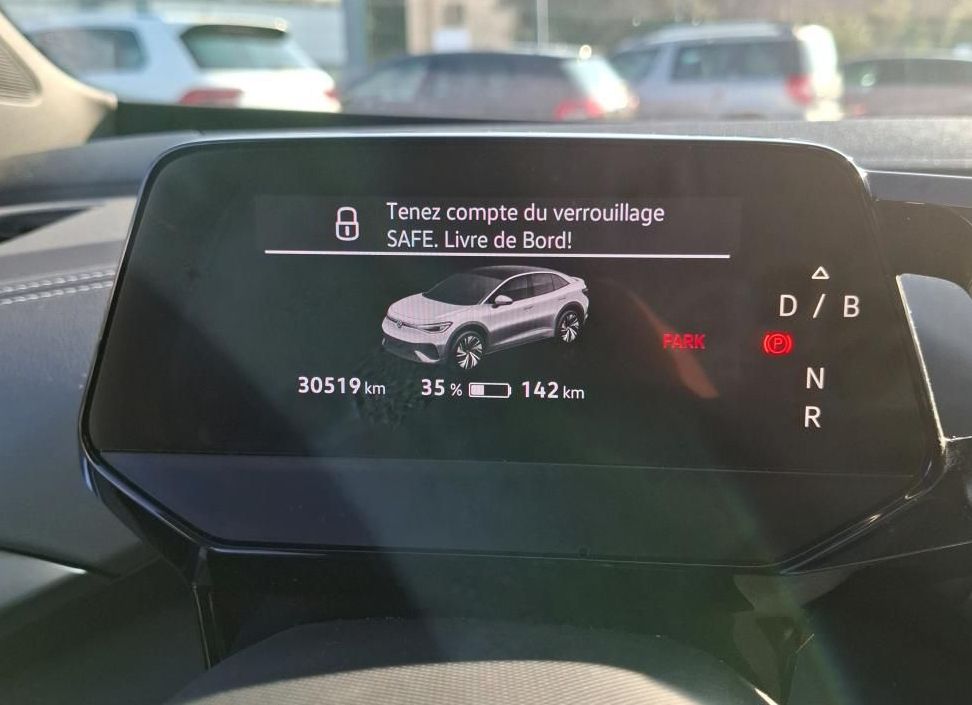 Tenez compte du verrouillage
SAFE. Livre de Bord!
D / B
PARK (P)
30519 km 35 % 142 km
N
R